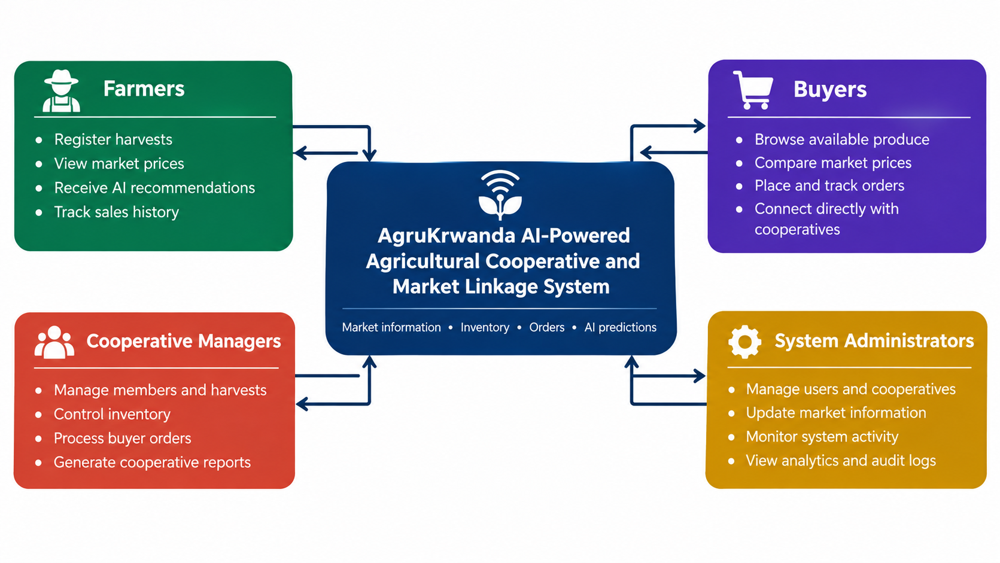 Farmers
• Register harvests
• View market prices
• Receive AI recommendations
• Track sales history
Buyers
• Browse available produce
• Compare market prices
• Place and track orders
• Connect directly with
cooperatives
AgruKrwanda AI-Powered
Agricultural Cooperative and
Market Linkage System
Market information • Inventory • Orders • AI predictions
Cooperative Managers
• Manage members and harvests
• Control inventory
• Process buyer orders
• Generate cooperative reports
System Administrators
• Manage users and cooperatives
• Update market information
• Monitor system activity
• View analytics and audit logs